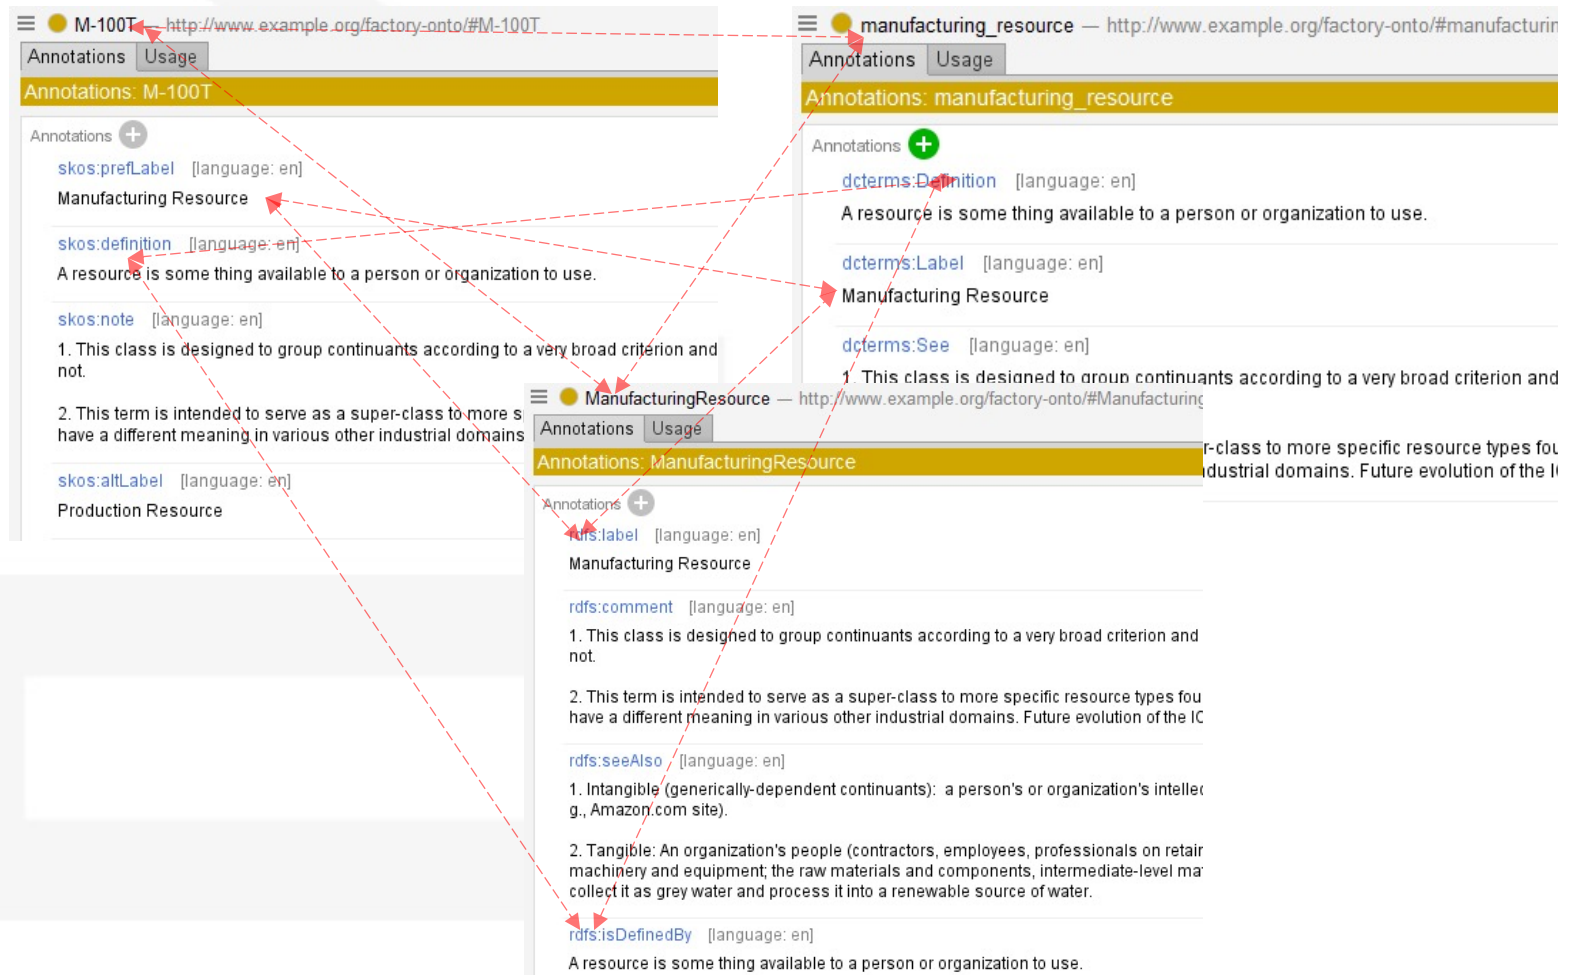 M-100T — http://www.example.org/factory-onto/#M-100T
Annotations Usage
Annotations: M-100T
Annotations
skos:prefLabel [language: en]
Manufacturing Resource
skos:definition [language: en]
A resource is some thing available to a person or organization to use.
skos:note [language: en]
1. This class is designed to group continuants according to a very broad criterion and
not.
2. This term is intended to serve as a super-class to more s
have a different meaning in various other industrial domains
skos:altLabel [language: en]
Production Resource
manufacturing_resource — http://www.example.org/factory-onto/#manufacturin
Annotations Usage
Annotations: manufacturing_resource
Annotations
dcterms:Definition [language: en]
A resource is some thing available to a person or organization to use.
dcterms:Label [language: en]
Manufacturing Resource
dcterms:See [language: en]
1. This class is designed to group continuants according to a very broad criterion and
r-class to more specific resource types fou
dustrial domains. Future evolution of the I
ManufacturingResource — http://www.example.org/factory-onto/#Manufacturing
Annotations Usage
Annotations: ManufacturingResource
Annotations
rdfs:label [language: en]
Manufacturing Resource
rdfs:comment [language: en]
1. This class is designed to group continuants according to a very broad criterion and
not.
2. This term is intended to serve as a super-class to more specific resource types fou
have a different meaning in various other industrial domains. Future evolution of the IC
rdfs:seeAlso [language: en]
1. Intangible (generically-dependent continuants): a person's or organization's intellec
g., Amazon.com site).
2. Tangible: An organization's people (contractors, employees, professionals on retain
machinery and equipment; the raw materials and components, intermediate-level mat
collect it as grey water and process it into a renewable source of water.
rdfs:isDefinedBy [language: en]
A resource is some thing available to a person or organization to use.